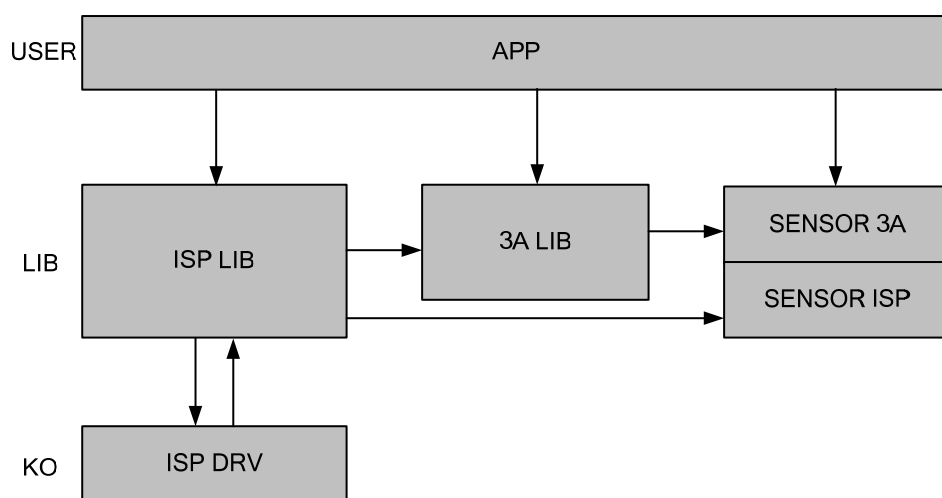 USER
APP
LIB
ISP LIB
3A LIB
SENSOR 3A
SENSOR ISP
KO
ISP DRV